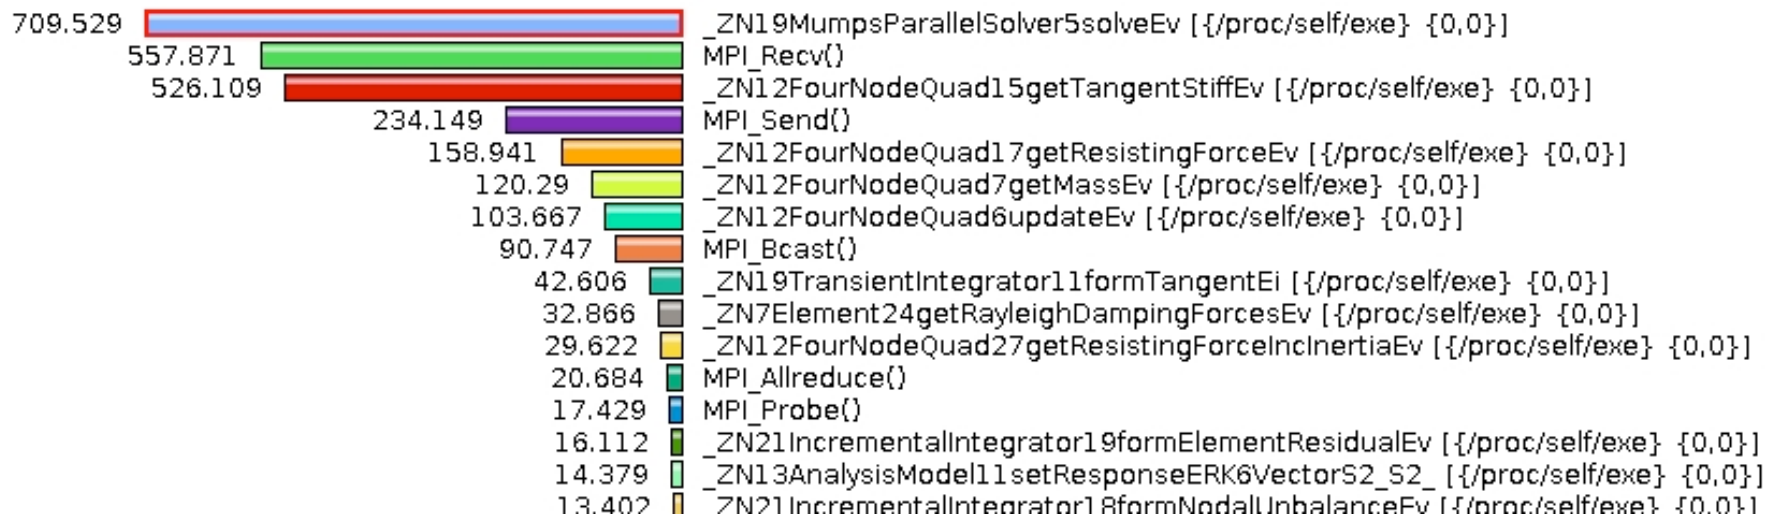 709.529 _ZN19MumpsParallelSolver5solveEv [{/proc/self/exe} {0,0}]
557.871 MPI_Recv()
526.109 _ZN12FourNodeQuad15getTangentStiffEv [{/proc/self/exe} {0,0}]
234.149 MPI_Send()
158.941 _ZN12FourNodeQuad17getResistingForceEv [{/proc/self/exe} {0,0}]
120.29 _ZN12FourNodeQuad7getMassEv [{/proc/self/exe} {0,0}]
103.667 _ZN12FourNodeQuad6updateEv [{/proc/self/exe} {0,0}]
90.747 MPI_Bcast()
42.606 _ZN19TransientIntegrator11formTangentEi [{/proc/self/exe} {0,0}]
32.866 _ZN7Element24getRayleighDampingForcesEv [{/proc/self/exe} {0,0}]
29.622 _ZN12FourNodeQuad27getResistingForceIncInertiaEv [{/proc/self/exe} {0,0}]
20.684 MPI_Allreduce()
17.429 MPI_Probe()
16.112 _ZN21IncrementalIntegrator19formElementResidualEv [{/proc/self/exe} {0,0}]
14.379 _ZN13AnalysisModel11setResponseERK6VectorS2_S2_ [{/proc/self/exe} {0,0}]
13.402 _ZN21IncrementalIntegrator18formNodalUnbalanceEv [{/proc/self/exe} {0,0}]